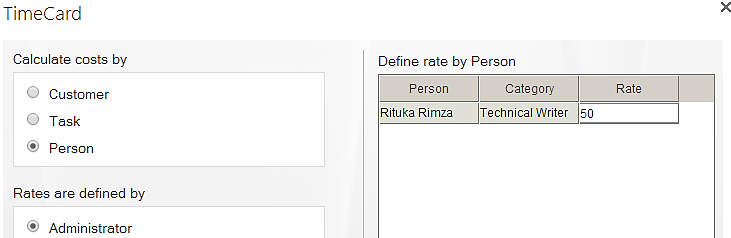 TimeCard
Calculate costs by
Customer
Task
Person
Rates are defined by
Administrator
Define rate by Person
Person Category Rate
Rituka Rimza Technical Writer 50